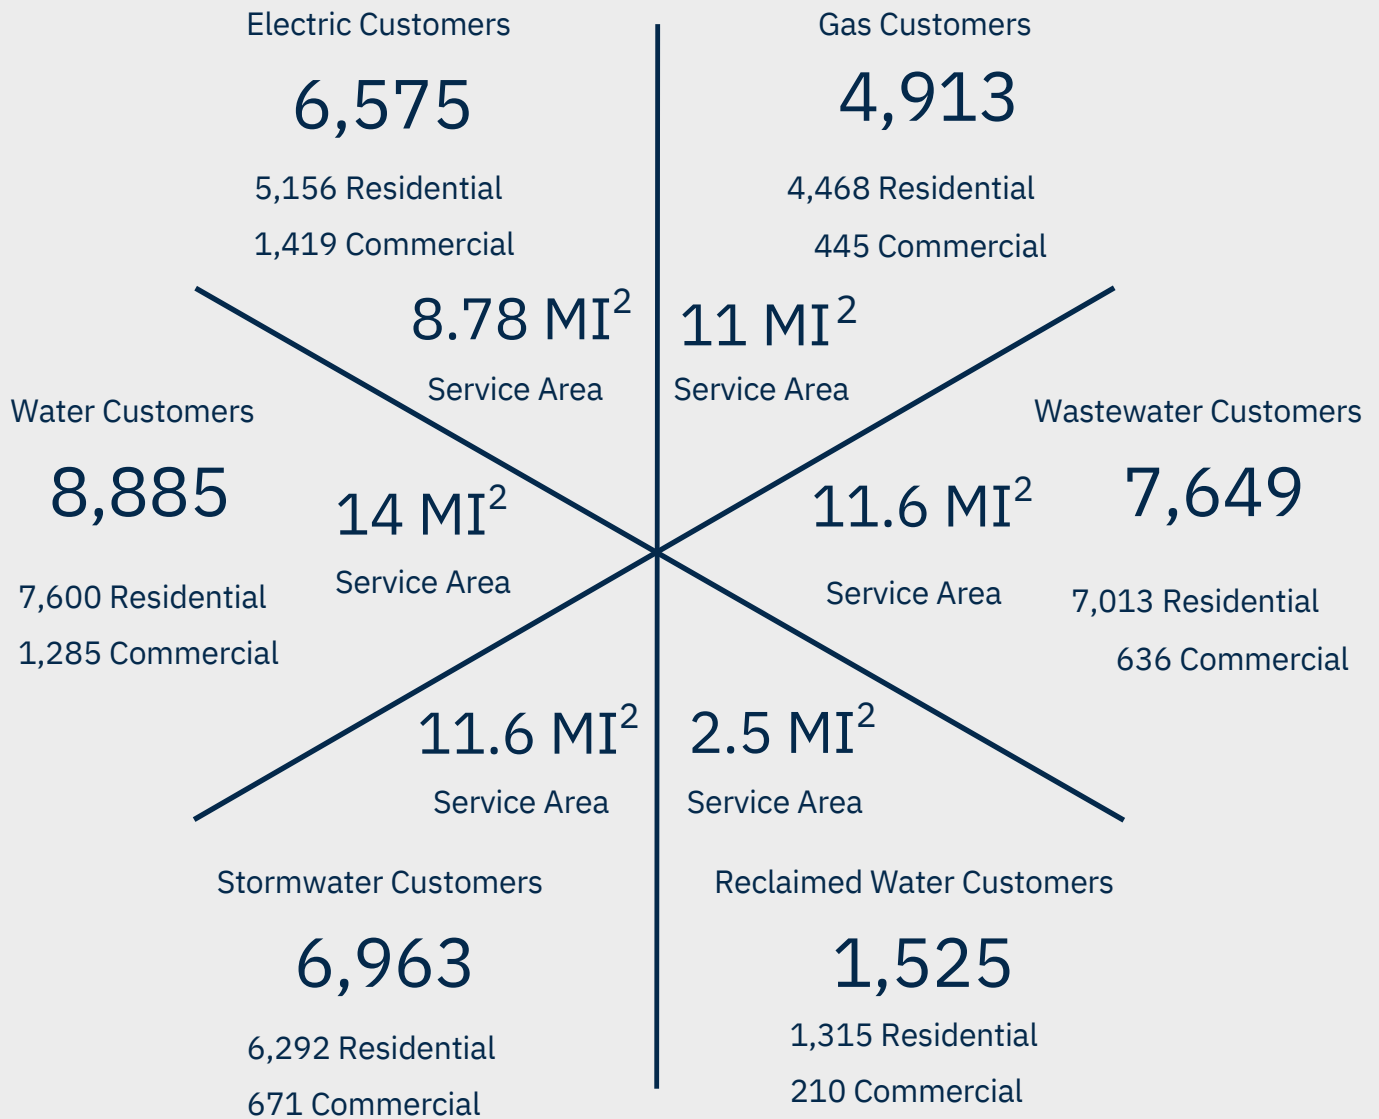 Electric Customers
6,575
5,156 Residential
1,419 Commercial
8.78 MI²
Service Area
Gas Customers
4,913
4,468 Residential
445 Commercial
11 MI²
Service Area
Water Customers
8,885
7,600 Residential
1,285 Commercial
14 MI²
Service Area
Wastewater Customers
7,649
7,013 Residential
636 Commercial
11.6 MI²
Service Area
11.6 MI²
Service Area
Stormwater Customers
6,963
6,292 Residential
671 Commercial
2.5 MI²
Service Area
Reclaimed Water Customers
1,525
1,315 Residential
210 Commercial